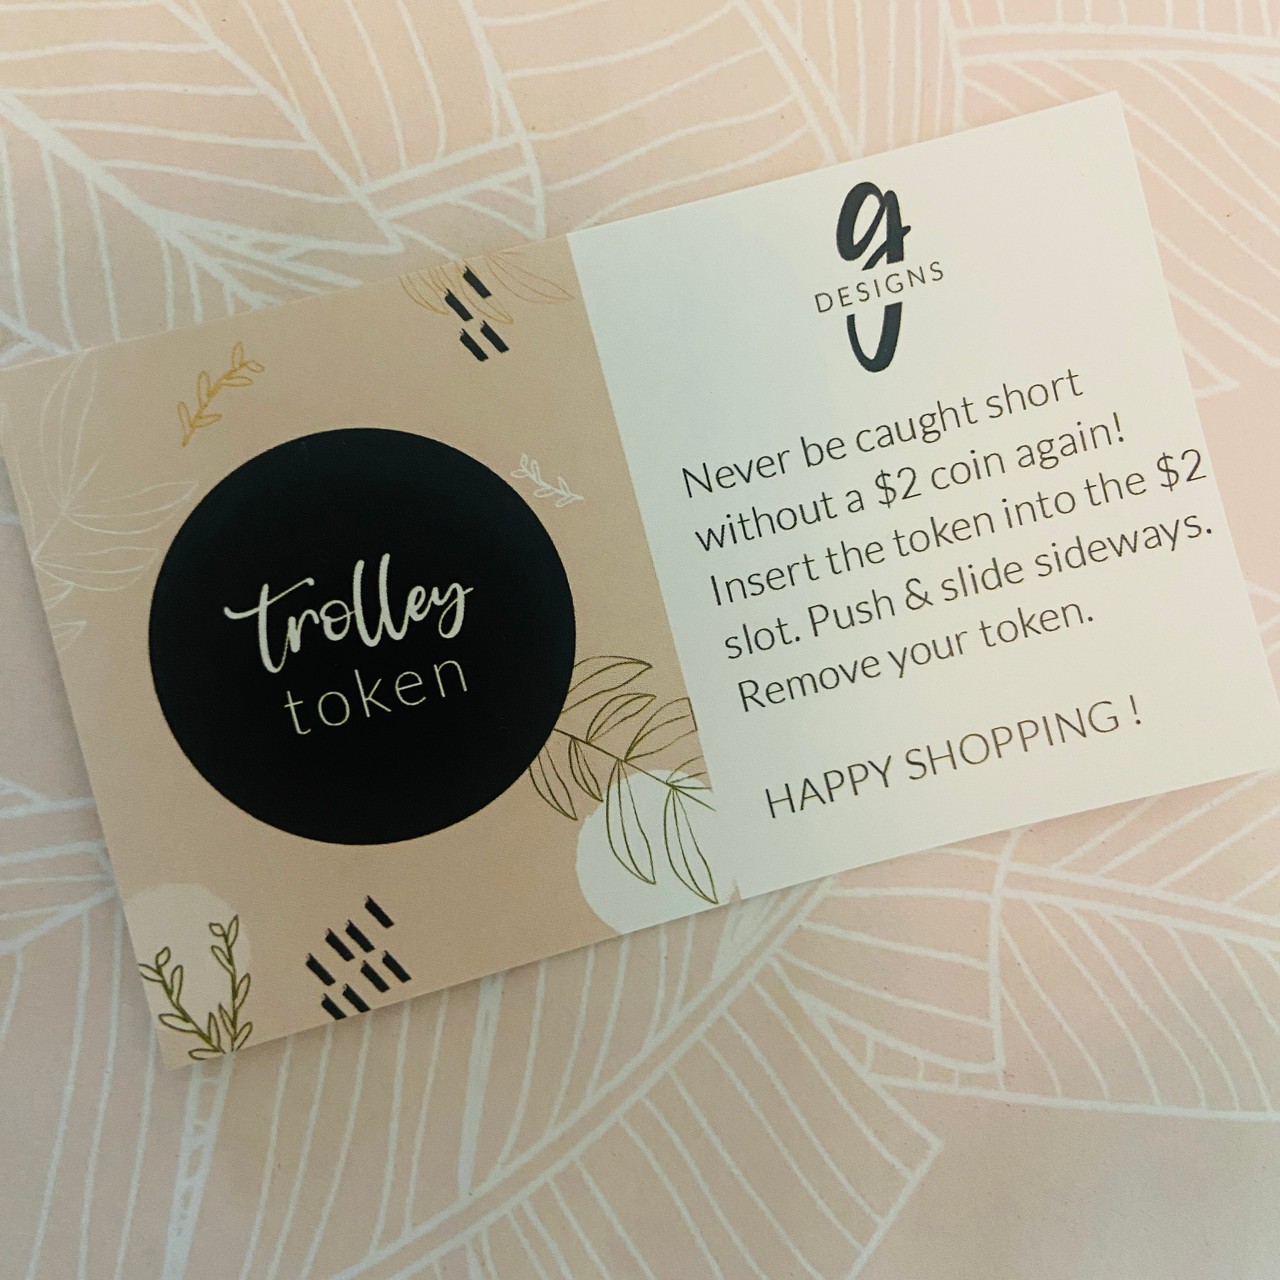 trolley
token
g
DESIGNS
Never be caught short
without a $2 coin again!
Insert the token into the $2
slot. Push & slide sideways.
Remove your token.
HAPPY SHOPPING !